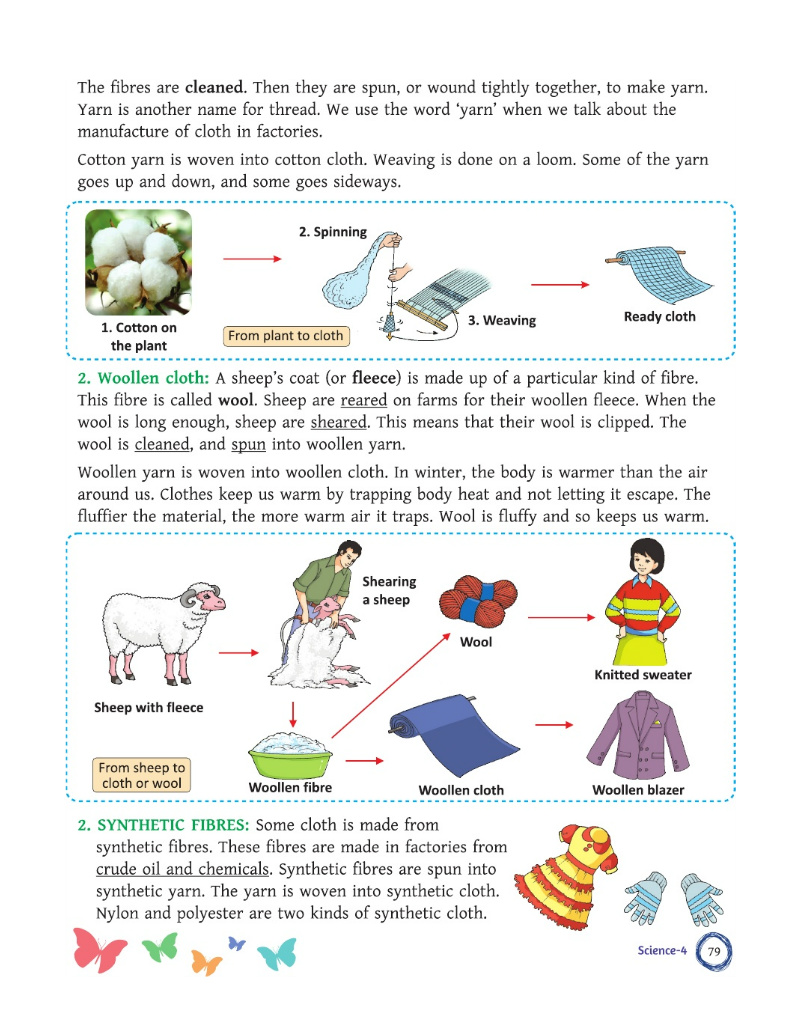 The fibres are cleaned. Then they are spun, or wound tightly together, to make yarn.
Yarn is another name for thread. We use the word ‘yarn’ when we talk about the
manufacture of cloth in factories.
Cotton yarn is woven into cotton cloth. Weaving is done on a loom. Some of the yarn
goes up and down, and some goes sideways.
2. Spinning
1. Cotton on
the plant
From plant to cloth
3. Weaving
Ready cloth
2. Woollen cloth: A sheep’s coat (or fleece) is made up of a particular kind of fibre.
This fibre is called wool. Sheep are reared on farms for their woollen fleece. When the
wool is long enough, sheep are sheared. This means that their wool is clipped. The
wool is cleaned, and spun into woollen yarn.
Woollen yarn is woven into woollen cloth. In winter, the body is warmer than the air
around us. Clothes keep us warm by trapping body heat and not letting it escape. The
fluffier the material, the more warm air it traps. Wool is fluffy and so keeps us warm.
Shearing
a sheep
Wool
Knitted sweater
Sheep with fleece
From sheep to
cloth or wool
Woollen fibre
Woollen cloth
Woollen blazer
2. SYNTHETIC FIBRES: Some cloth is made from
synthetic fibres. These fibres are made in factories from
crude oil and chemicals. Synthetic fibres are spun into
synthetic yarn. The yarn is woven into synthetic cloth.
Nylon and polyester are two kinds of synthetic cloth.
Science-4
79